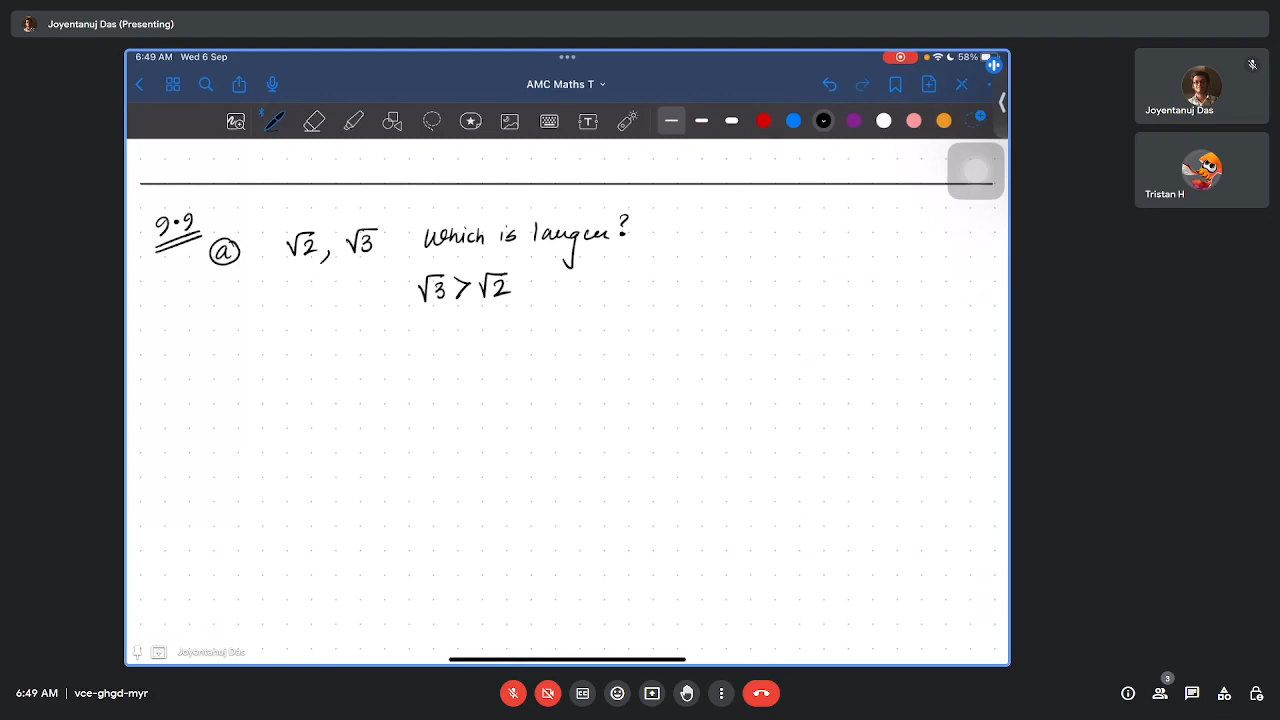 Joyentanuj Das (Presenting)
6:49 AM Wed 6 Sep
58%
AMC Maths T
9.9
a √2, √3 Which is larger?
√3 > √2
Joyentanuj Das
Tristan H
Joyentanuj Das
6:49 AM | vce-ghgd-myr
3